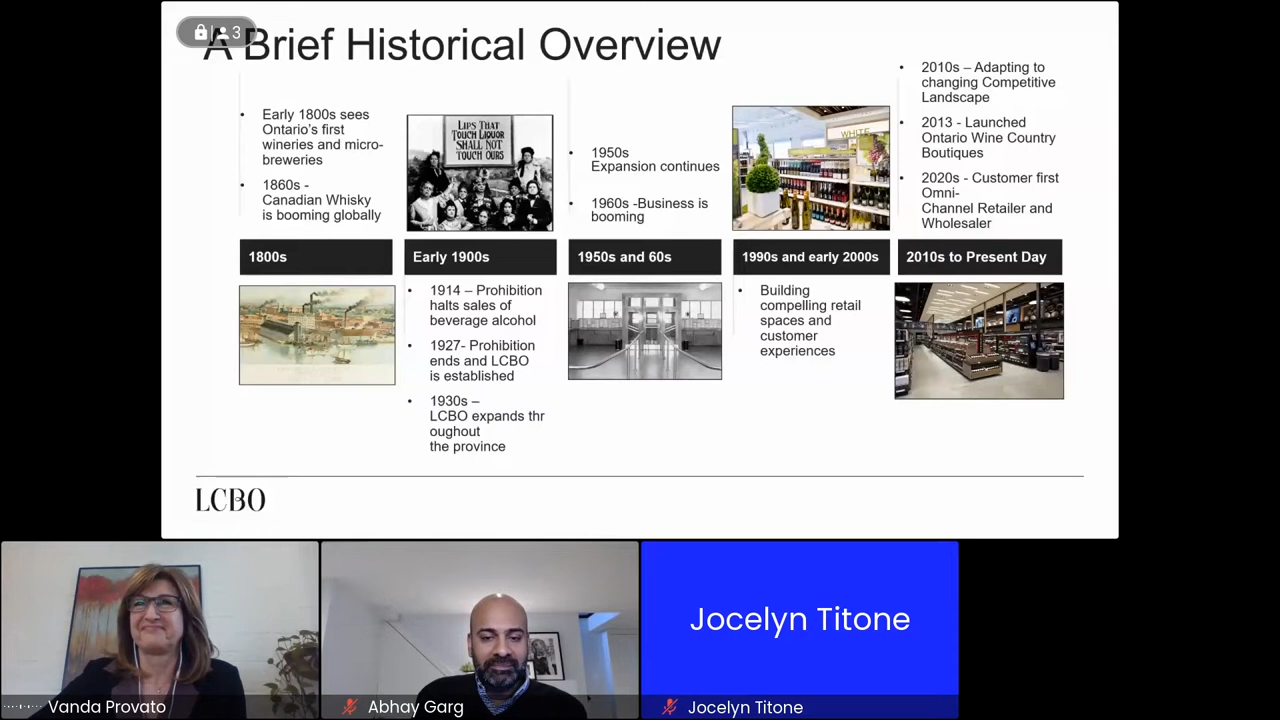 3
A Brief Historical Overview
• Early 1800s sees
Ontario's first
wineries and micro-
breweries
• 1860s -
Canadian Whisky
is booming globally
LIPS THAT
TOUCH LIQUOR
SHALL NOT
TOUCH OURS
• 1950s
Expansion continues
• 1960s -Business is
booming
WHITE
• 2010s – Adapting to
changing Competitive
Landscape
• 2013 - Launched
Ontario Wine Country
Boutiques
• 2020s - Customer first
Omni-
Channel Retailer and
Wholesaler
1800s
Early 1900s
1950s and 60s
1990s and early 2000s
2010s to Present Day
• 1914 – Prohibition
halts sales of
beverage alcohol
• 1927- Prohibition
ends and LCBO
is established
• 1930s –
LCBO expands thr
oughout
the province
• Building
compelling retail
spaces and
customer
experiences
LCBO
Jocelyn Titone
Vanda Provato
Abhay Garg
Jocelyn Titone